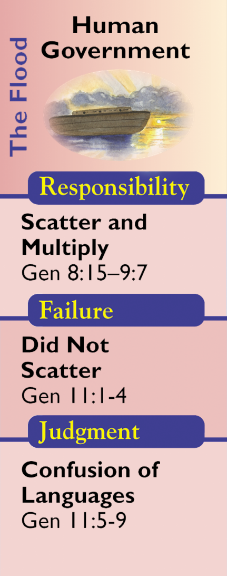 Human
Government
The Flood
Responsibility
Scatter and
Multiply
Gen 8:15–9:7
Failure
Did Not
Scatter
Gen 11:1-4
Judgment
Confusion of
Languages
Gen 11:5-9